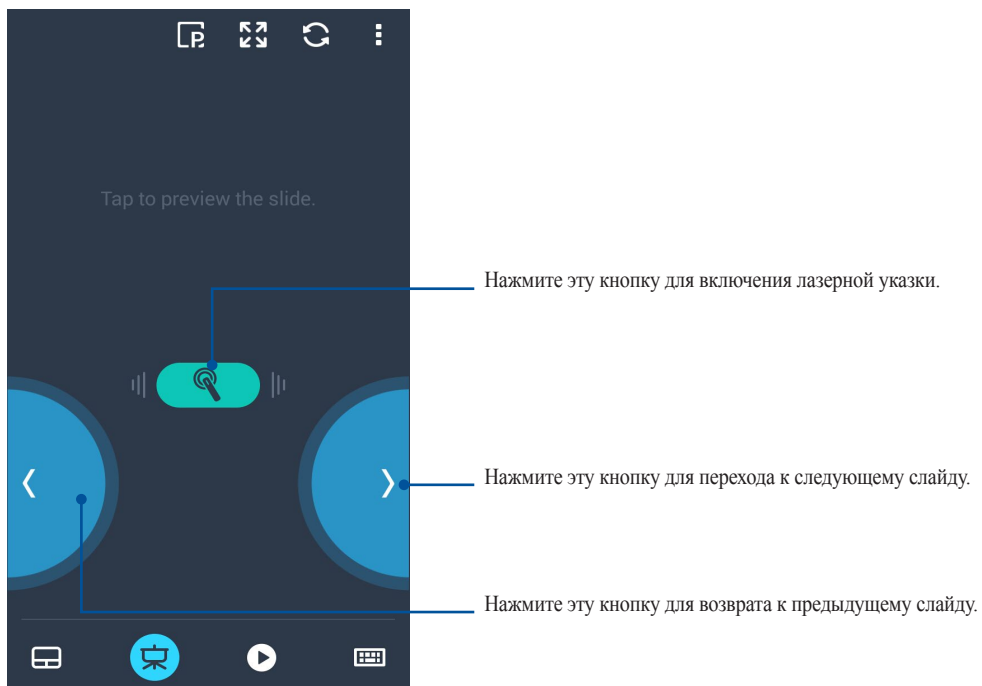 Tap to preview the slide.
Нажмите эту кнопку для включения лазерной указки.
Нажмите эту кнопку для перехода к следующему слайду.
Нажмите эту кнопку для возврата к предыдущему слайду.